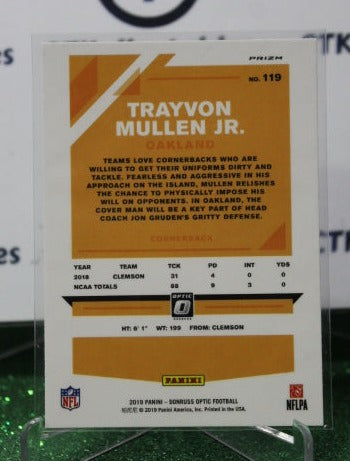 PRIZM
NO. 119
TRAYVON
MULLEN JR.
OAKLAND
TEAMS LOVE CORNERBACKS WHO ARE
WILLING TO GET THEIR UNIFORMS DIRTY AND
TACKLE. FEARLESS AND AGGRESSIVE IN HIS
APPROACH ON THE ISLAND, MULLEN RELISHES
THE CHANCE TO PHYSICALLY IMPOSE HIS
WILL ON OPPONENTS. IN OAKLAND, THE
COVER MAN WILL BE A KEY PART OF HEAD
COACH JON GRUDEN'S GRITTY DEFENSE.
CORNERBACK
YEAR TEAM TCK PD INT YDS
2018 CLEMSON 31 4 0 0
NCAA TOTALS 88 9 3 0
OPTIC
DONRUSS
HT: 6' 1" WT: 199 FROM: CLEMSON
PANINI
NFL
NFLPA
2019 PANINI - DONRUSS OPTIC FOOTBALL
© 2019 Panini America, Inc. Printed in the USA.